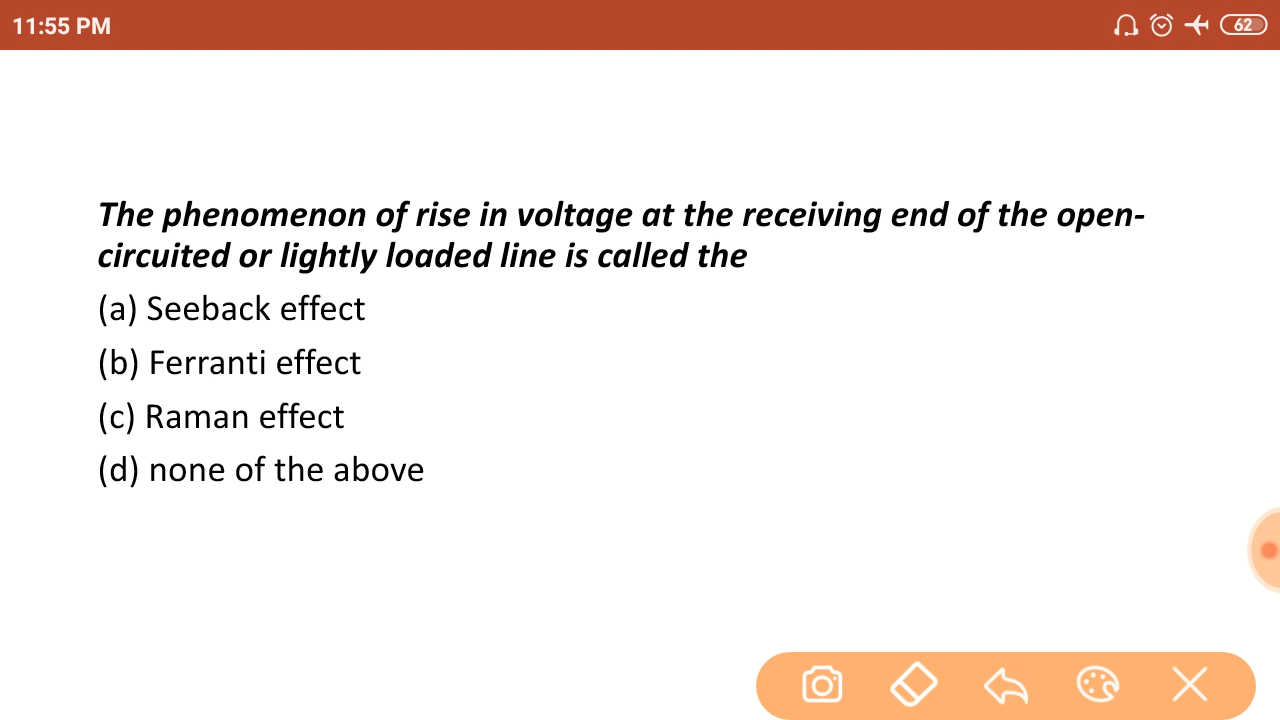 11:55 PM
62
The phenomenon of rise in voltage at the receiving end of the open-
circuited or lightly loaded line is called the
(a) Seeback effect
(b) Ferranti effect
(c) Raman effect
(d) none of the above